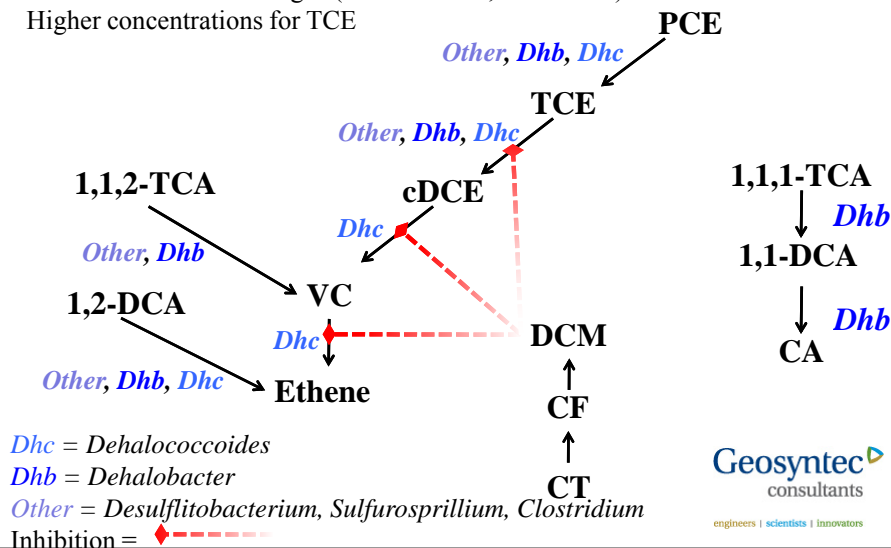 Higher concentrations for TCE
PCE
Other, Dhb, Dhc
TCE
Other, Dhb, Dhc
1,1,2-TCA
cDCE
1,1,1-TCA
Dhc
Dhb
Other, Dhb
1,1-DCA
1,2-DCA
VC
Dhc
DCM
Dhb
CA
Other, Dhb, Dhc
Ethene
CF
Dhc = Dehalococcoides
Dhb = Dehalobacter
CT
Other = Desulflitobacterium, Sulfurosprillium, Clostridium
Inhibition =
Geosyntec
consultants
engineers | scientists | innovators